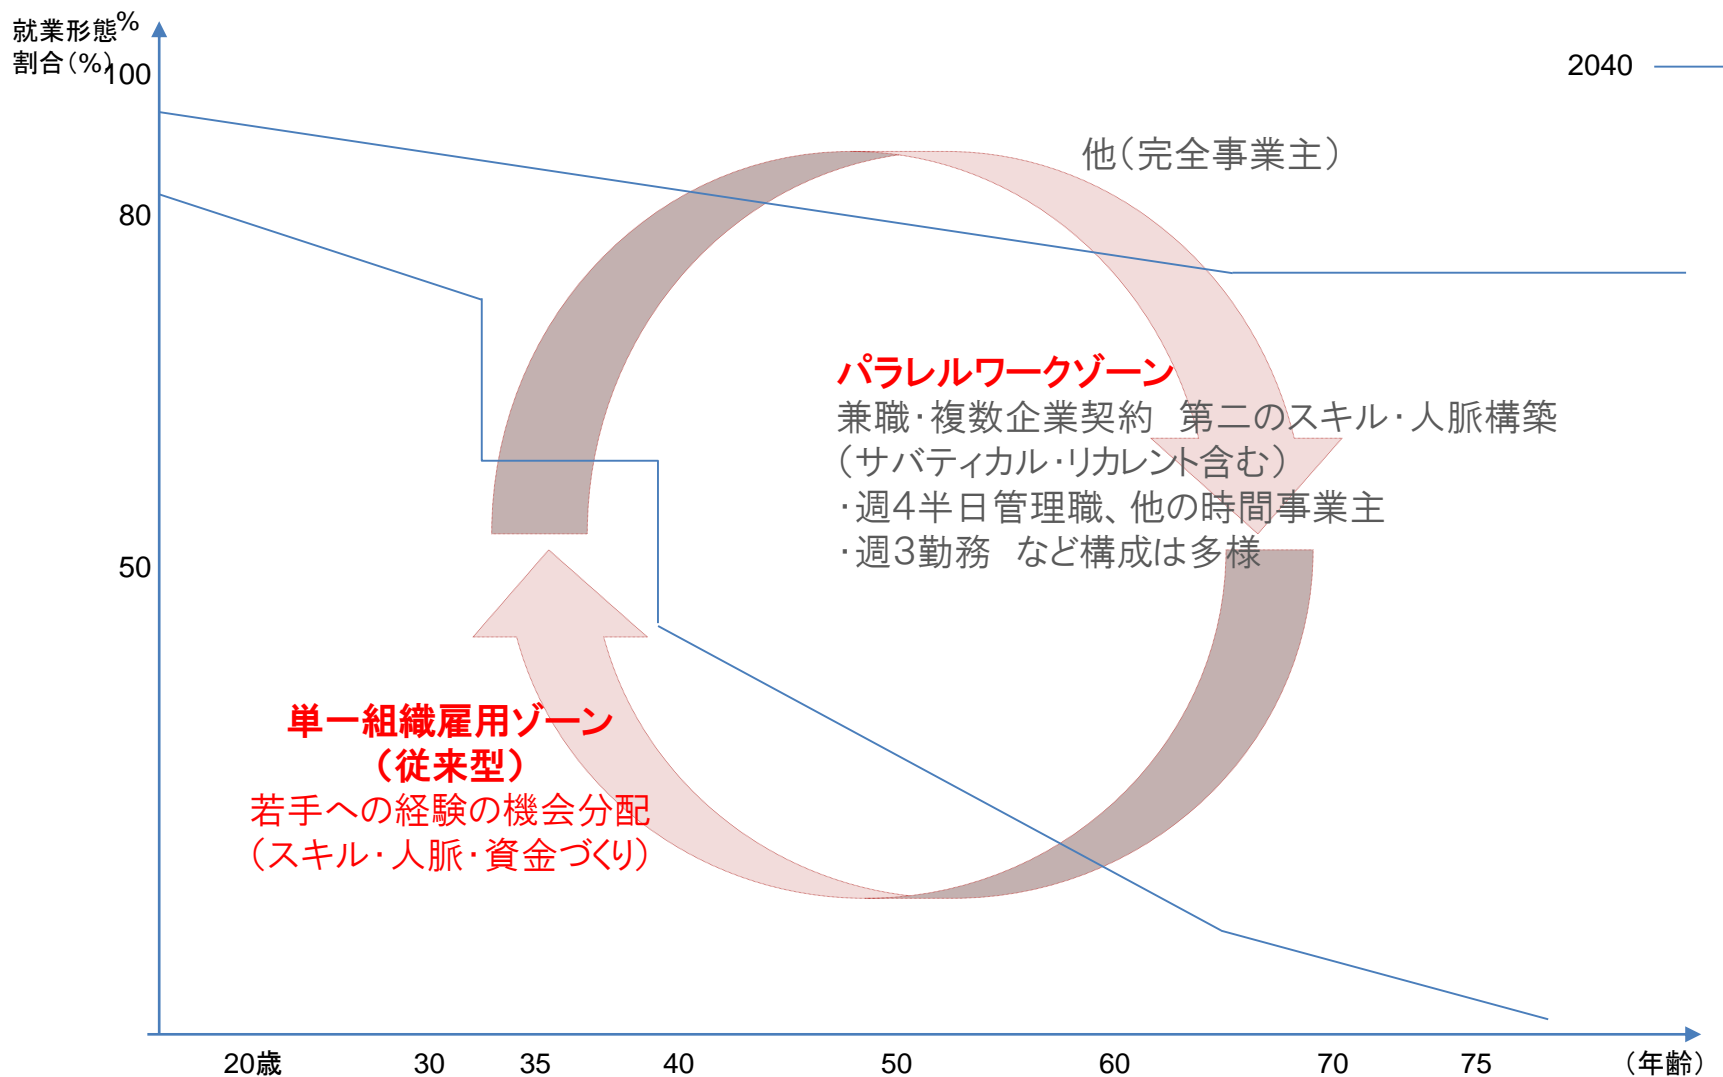 就業形態%
割合(%)
100
2040
他(完全事業主)
80
パラレルワークゾーン
兼職・複数企業契約　第二のスキル・人脈構築
(サバティカル・リカレント含む)
・週4半日管理職、他の時間事業主
・週3勤務　など構成は多様
50
単一組織雇用ゾーン
(従来型)
若手への経験の機会分配
(スキル・人脈・資金づくり)
20歳 30 35 40 50 60 70 75 (年齢)